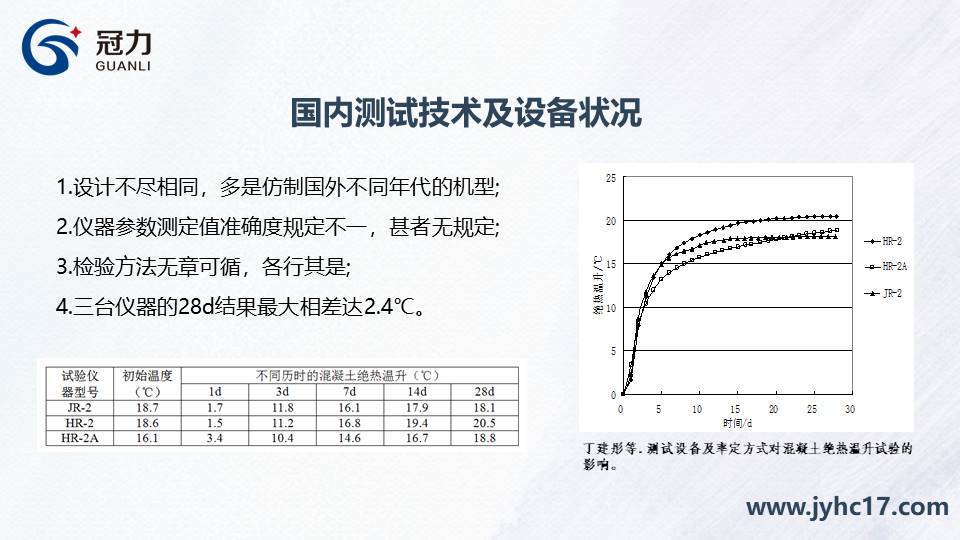 冠力
GUANLI
国内测试技术及设备状况
1.设计不尽相同，多是仿制国外不同年代的机型;
2.仪器参数测定值准确度规定不一，甚者无规定;
3.检验方法无章可循，各行其是;
4.三台仪器的28d结果最大相差达2.4℃。
试验仪器型号 初始温度（℃） 不同历时的混凝土绝热温升（℃）
1d 3d 7d 14d 28d
JR-2 18.7 1.7 11.8 16.1 17.9 18.1
HR-2 18.6 1.5 11.2 16.8 19.4 20.5
HR-2A 16.1 3.4 10.4 14.6 16.7 18.8
绝热温升/℃
25
20
15
10
5
0
0 5 10 15 20 25 30
时间/d
HR-2
HR-2A
JR-2
丁建彤等.测试设备及率定方式对混凝土绝热温升试验的
影响。
www.jyhc17.com